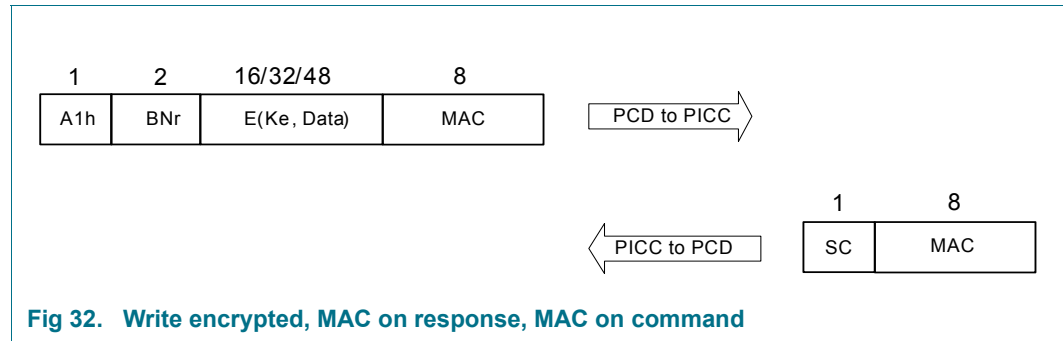 1 2 16/32/48 8
A1h BNr E(Ke, Data) MAC
PCD to PICC
1 8
SC MAC
PICC to PCD
Fig 32. Write encrypted, MAC on response, MAC on command